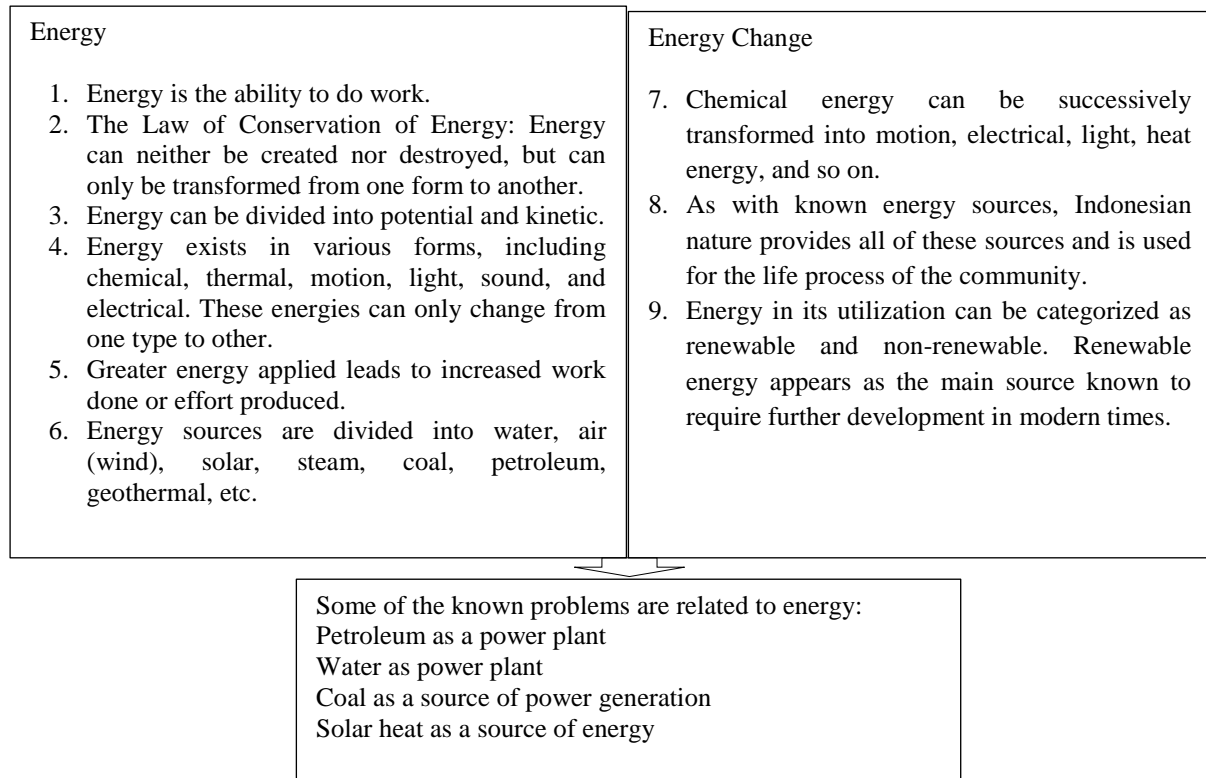 Energy
1. Energy is the ability to do work.
2. The Law of Conservation of Energy: Energy
can neither be created nor destroyed, but can
only be transformed from one form to another.
3. Energy can be divided into potential and kinetic.
4. Energy exists in various forms, including
chemical, thermal, motion, light, sound, and
electrical. These energies can only change from
one type to other.
5. Greater energy applied leads to increased work
done or effort produced.
6. Energy sources are divided into water, air
(wind), solar, steam, coal, petroleum,
geothermal, etc.
Energy Change
7. Chemical energy can be successively
transformed into motion, electrical, light, heat
energy, and so on.
8. As with known energy sources, Indonesian
nature provides all of these sources and is used
for the life process of the community.
9. Energy in its utilization can be categorized as
renewable and non-renewable. Renewable
energy appears as the main source known to
require further development in modern times.
Some of the known problems are related to energy:
Petroleum as a power plant
Water as power plant
Coal as a source of power generation
Solar heat as a source of energy